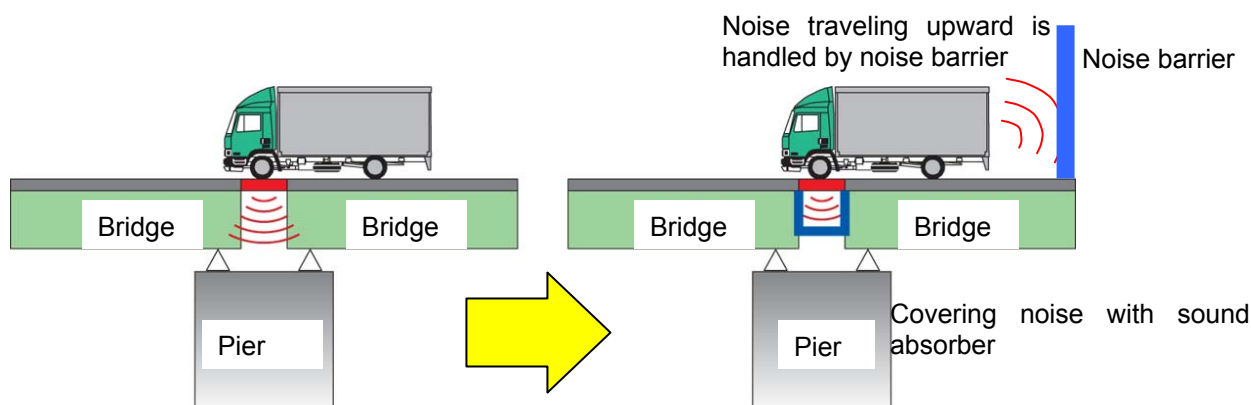 Noise traveling upward is
handled by noise barrier
Noise barrier
Bridge
Bridge
Bridge
Bridge
Pier
Pier
Covering noise with sound
absorber